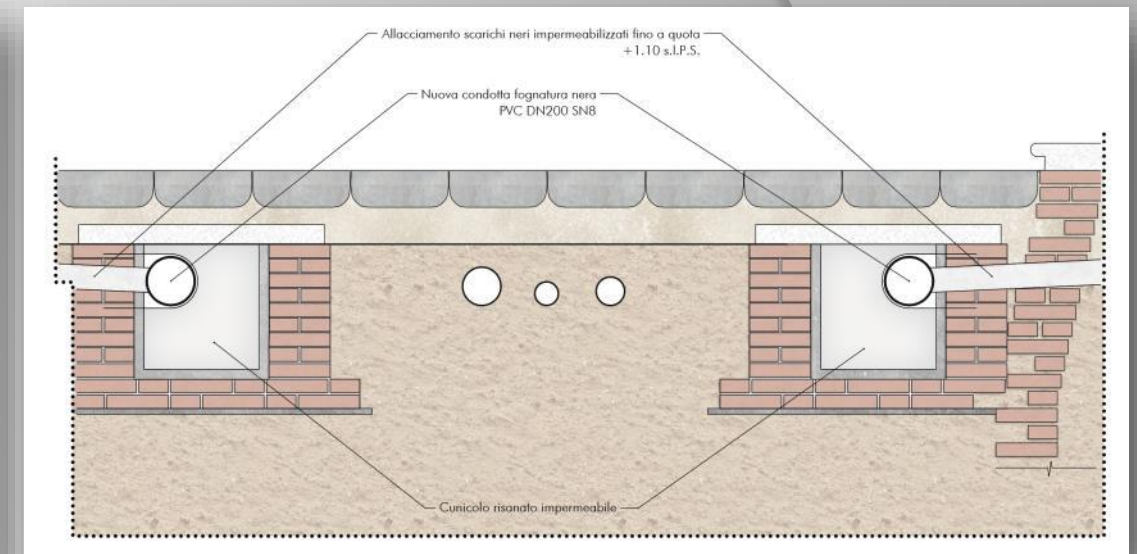 Allacciamento scarichi neri impermeabilizzati fino a quota
+1.10 s.l.P.S.
Nuova condotta fognatura nera
PVC DN200 SN8
Cunicolo risanato impermeabile